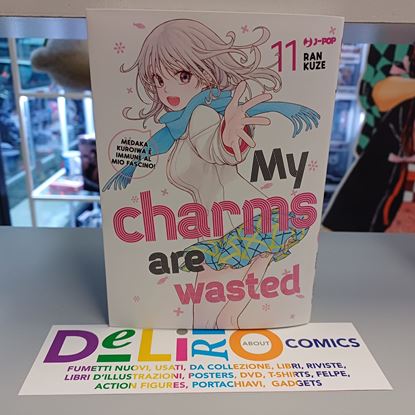 J-POP
11
RAN
KUZE
MEDAKA
KUROIWA È
IMMUNE AL
MIO FASCINO!
My
charms
are
wasted
DeLiRiO ABOUT COMICS
FUMETTI NUOVI, USATI, DA COLLEZIONE, LIBRI, RIVISTE,
LIBRI D'ILLUSTRAZIONI, POSTERS, DVD, T-SHIRTS, FELPE,
ACTION FIGURES, PORTACHIAVI, GADGETS